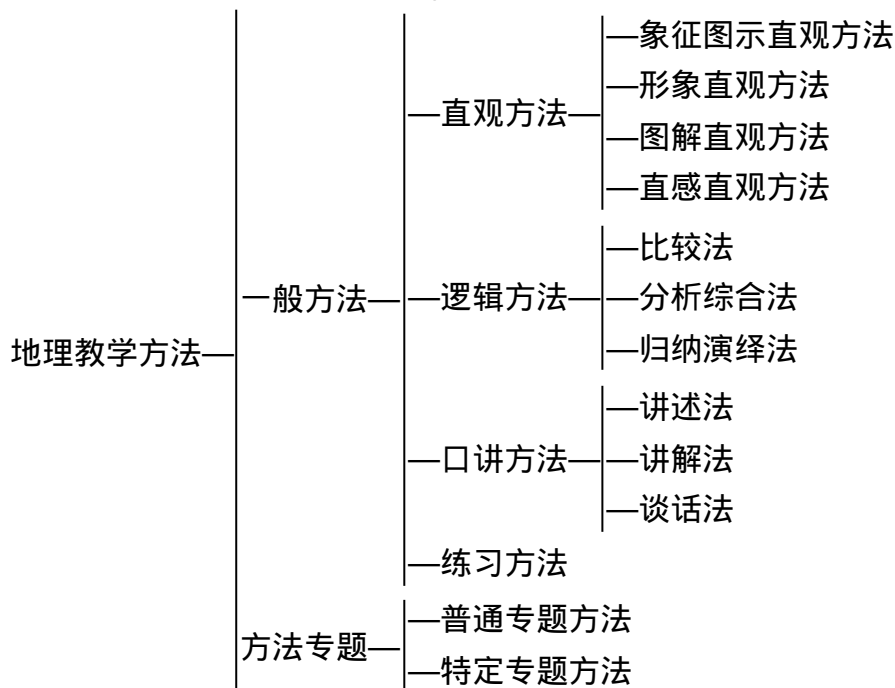 象征图示直观方法
形象直观方法
直观方法
图解直观方法
直感直观方法
比较法
一般方法
逻辑方法
分析综合法
归纳演绎法
地理教学方法
讲述法
口讲方法
讲解法
谈话法
练习方法
普通专题方法
方法专题
特定专题方法